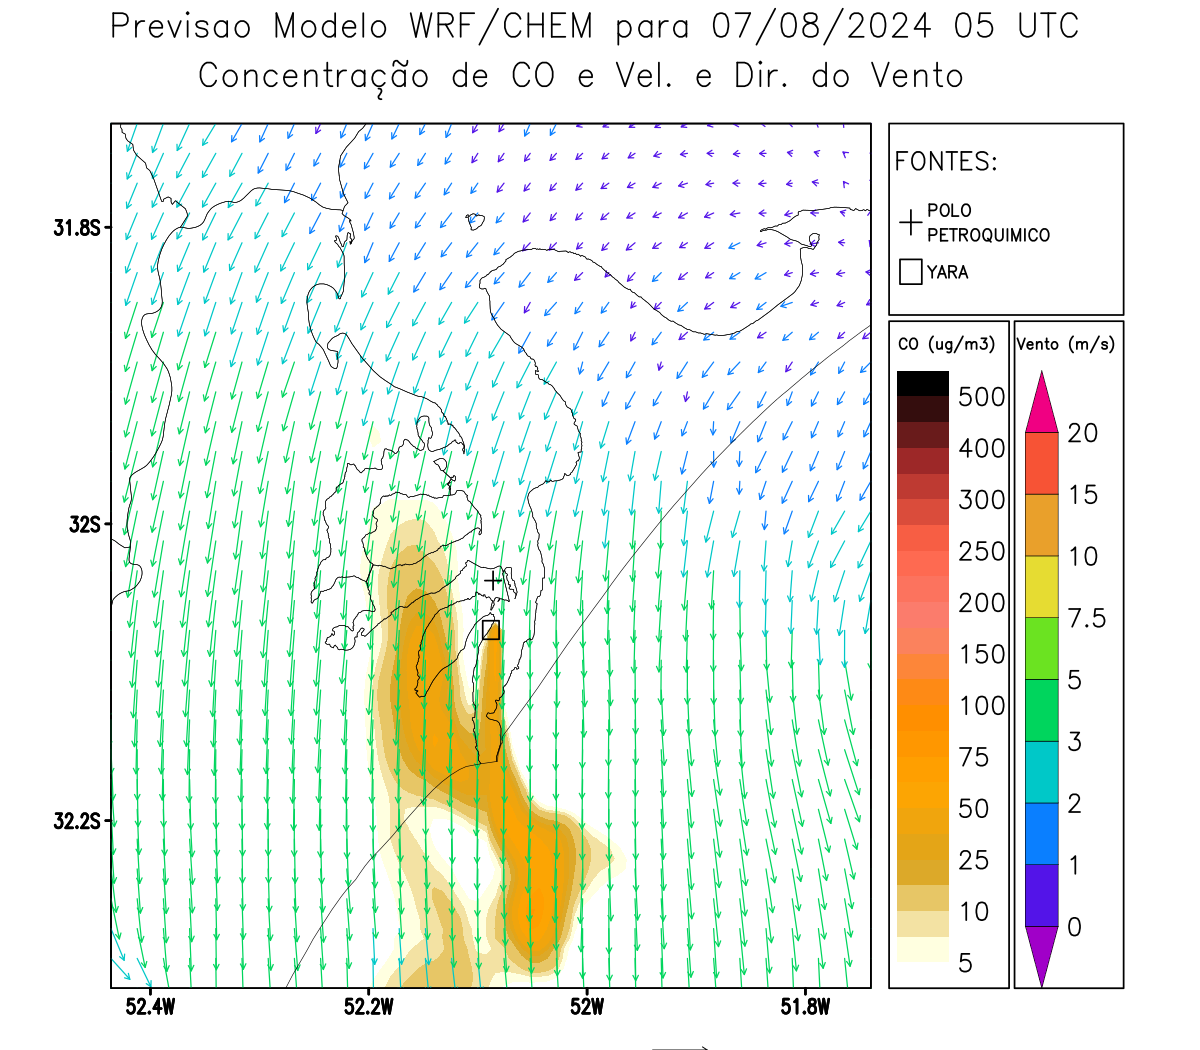 Previsao Modelo WRF/CHEM para 07/08/2024 05 UTC
Concentração de CO e Vel. e Dir. do Vento
FONTES:
POLO
PETROQUIMICO
YARA
31.8S
32S
32.2S
52.4W
52.2W
52W
51.8W
CO (ug/m3)
500
400
300
250
200
150
100
75
50
25
10
5
Vento (m/s)
20
15
10
7.5
5
3
2
1
0